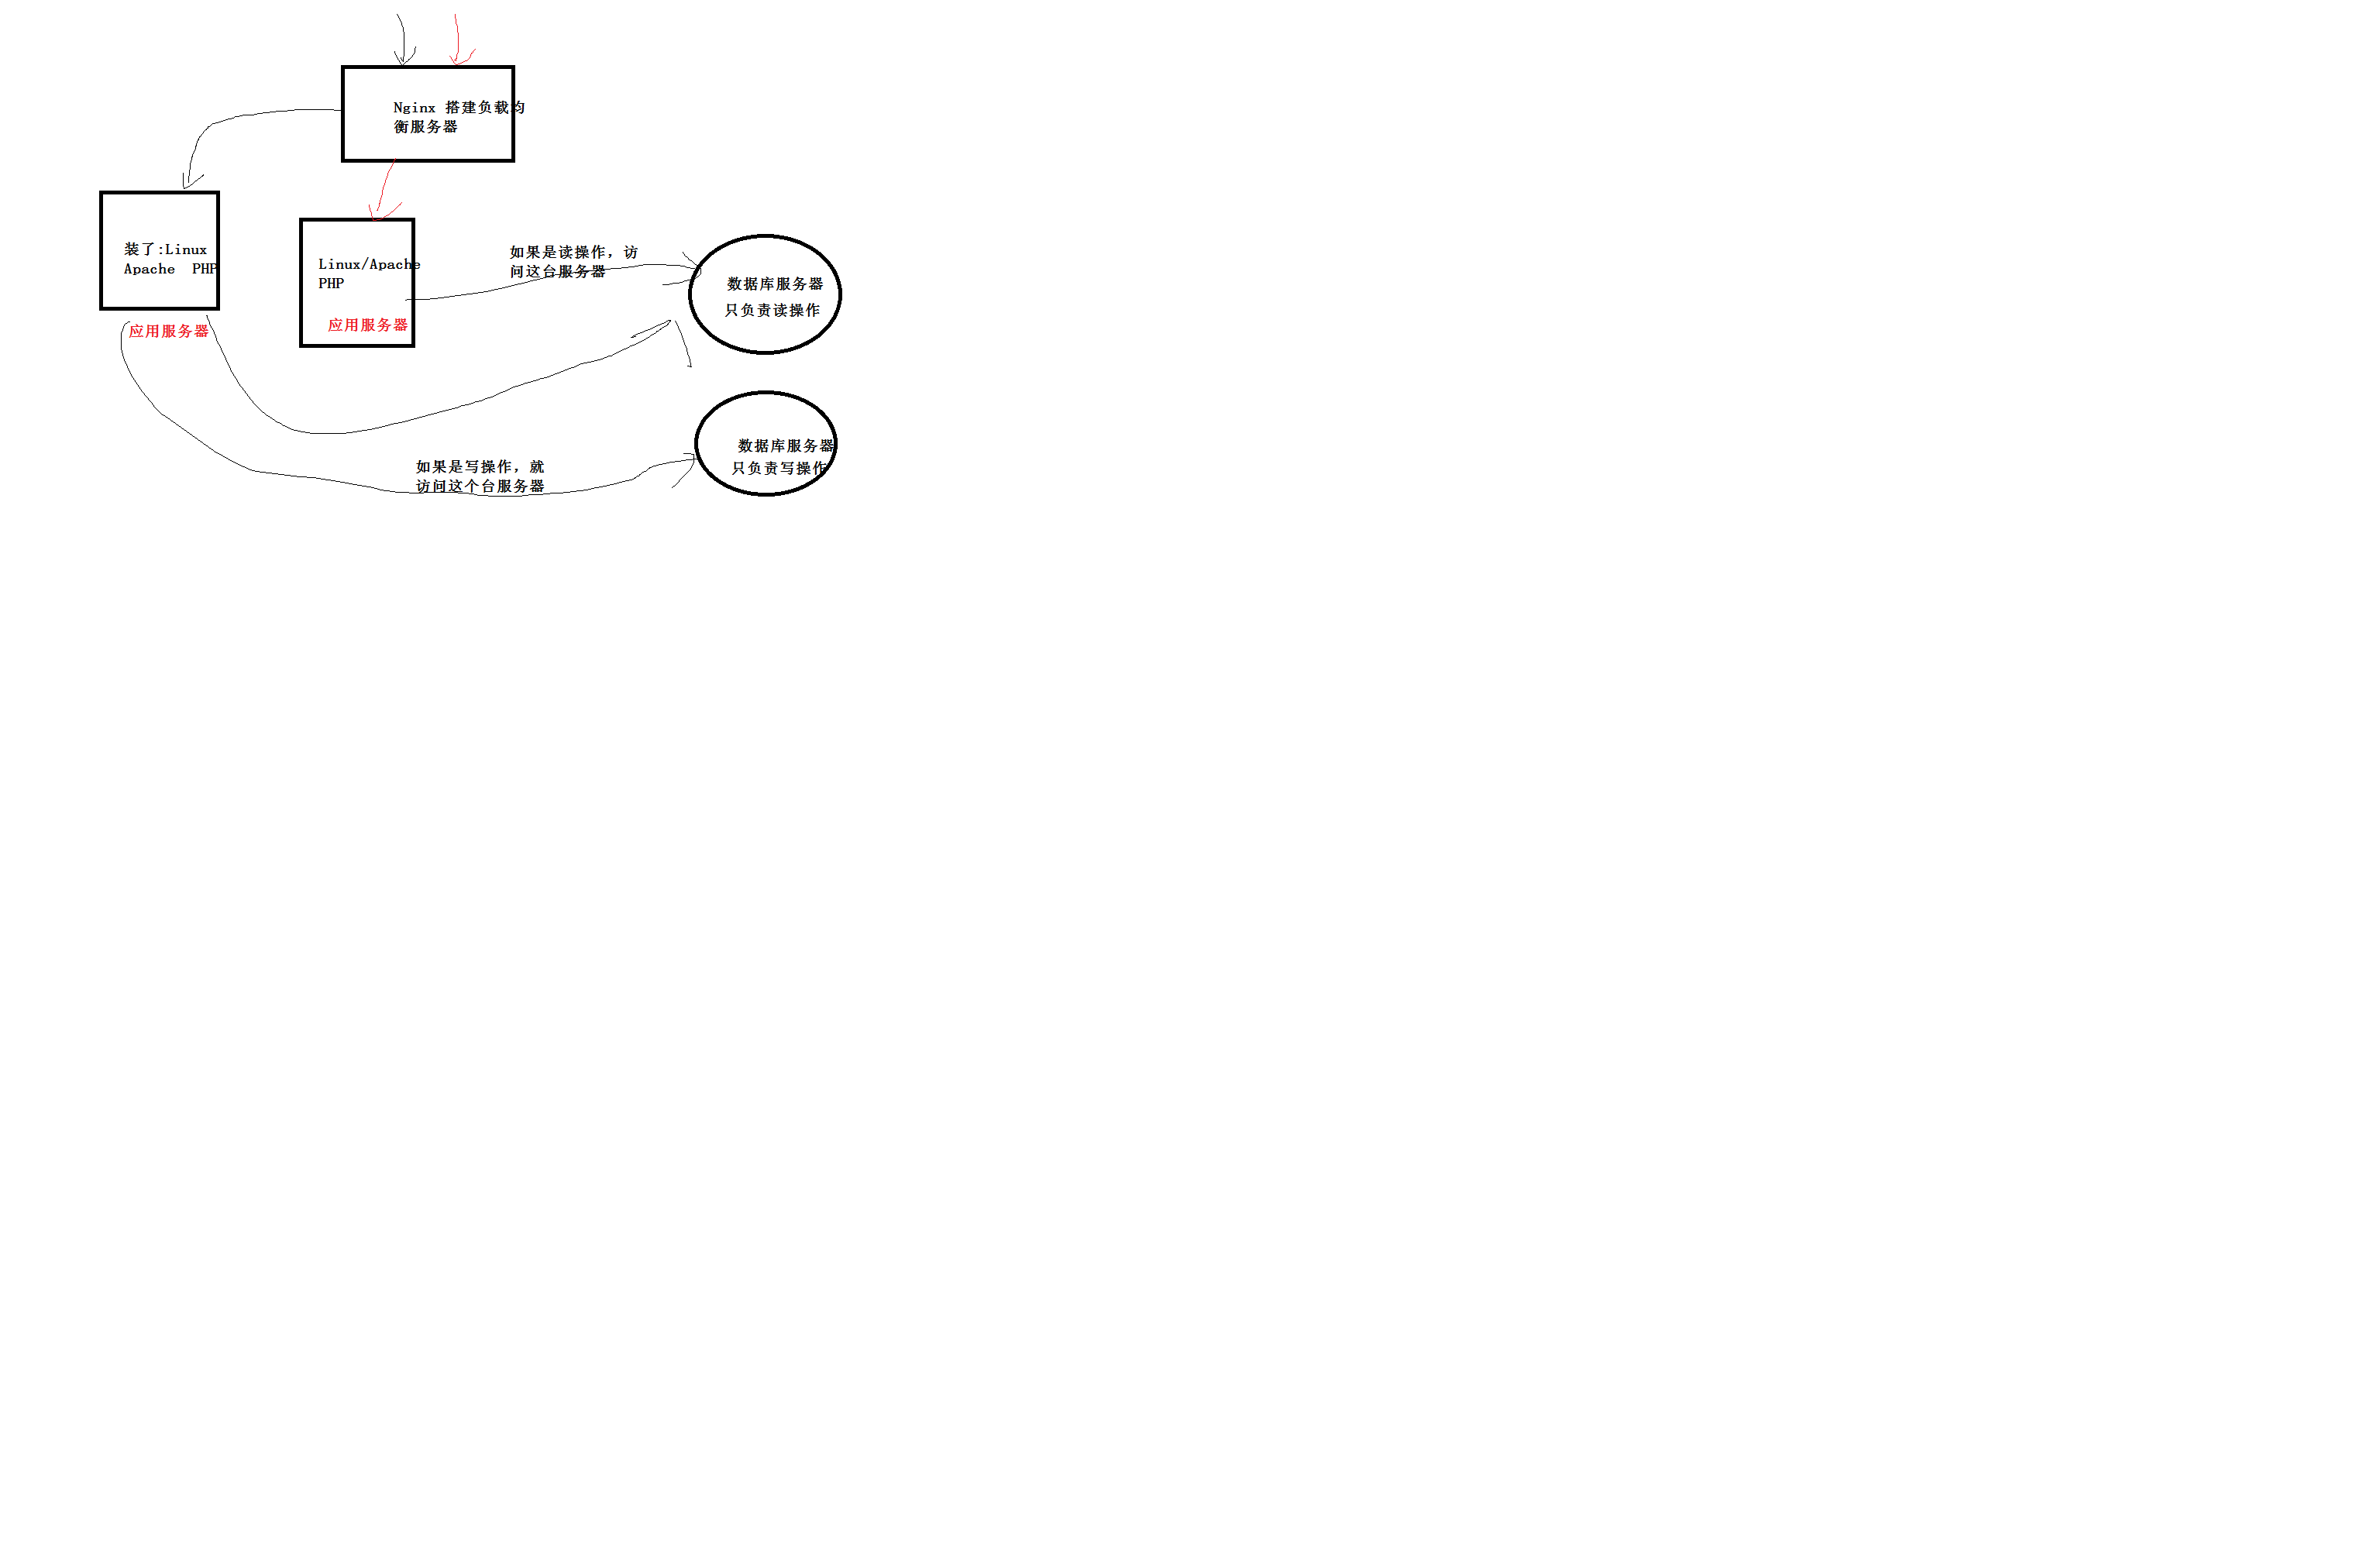 Nginx 搭建负载均
衡服务器
装了:Linux
Apache  PHP
应用服务器
Linux/Apache
PHP
应用服务器
如果是读操作，访
问这台服务器
数据库服务器
只负责读操作
如果是写操作，就
访问这个台服务器
数据库服务器
只负责写操作